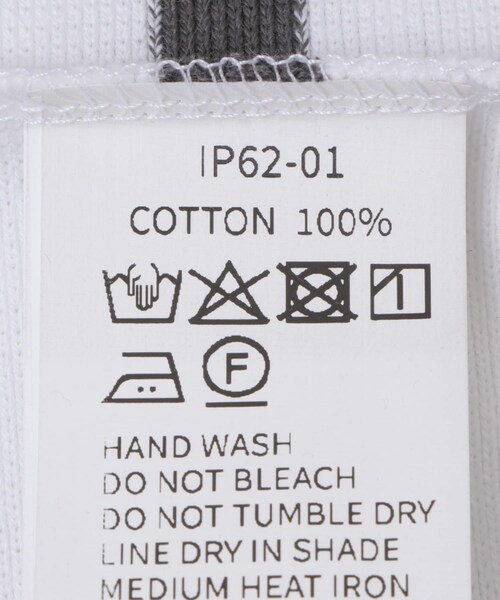 IP62-01
COTTON 100%
F
HAND WASH
DO NOT BLEACH
DO NOT TUMBLE DRY
LINE DRY IN SHADE
MEDIUM HEAT IRON